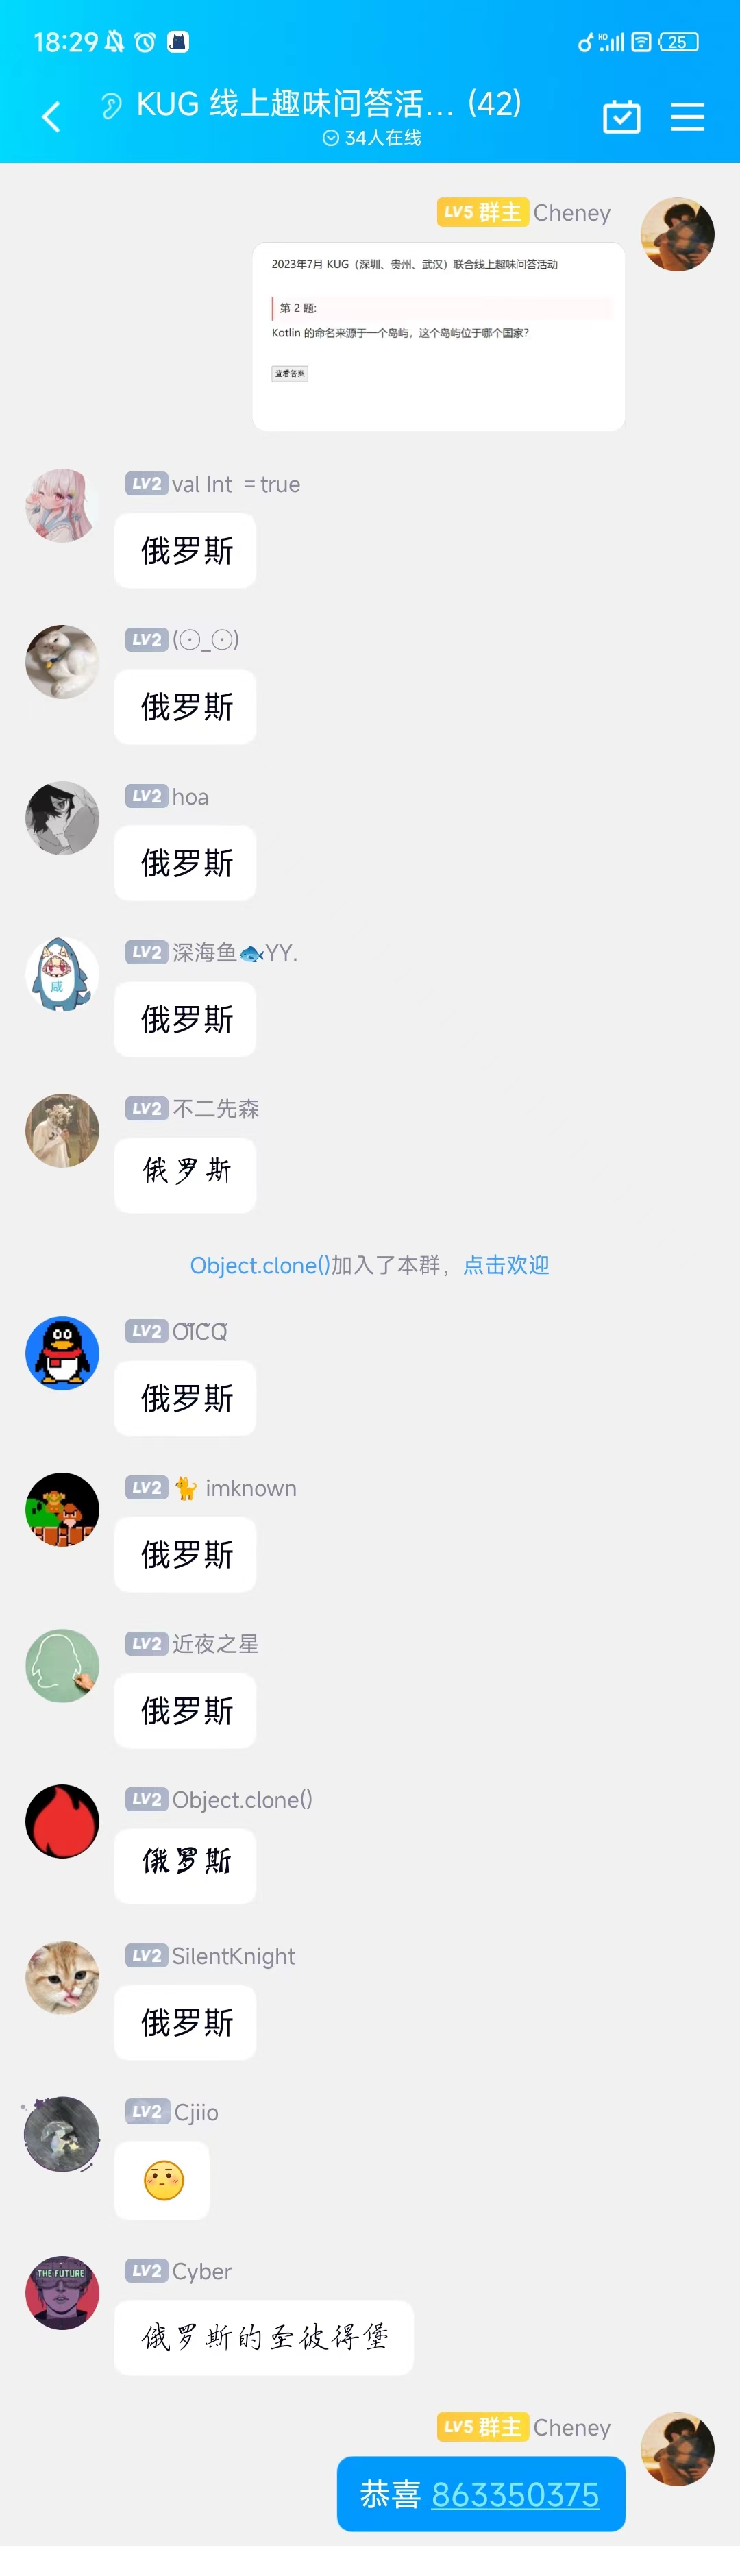 18:29
HD
25
KUG 线上趣味问答活... (42)
34人在线
LV5 群主 Cheney
2023年7月 KUG（深圳、贵州、武汉）联合线上趣味问答活动
第 2 题:
Kotlin 的命名来源于一个岛屿，这个岛屿位于哪个国家?
查看答案
LV2 val Int = true
俄罗斯
LV2 (⊙_⊙)
俄罗斯
LV2 hoa
俄罗斯
LV2 深海鱼🐟YY.
咸
俄罗斯
LV2 不二先森
俄罗斯
Object.clone()加入了本群，点击欢迎
LV2 OICQ
俄罗斯
LV2 🐈 imknown
俄罗斯
LV2 近夜之星
俄罗斯
LV2 Object.clone()
俄罗斯
LV2 SilentKnight
俄罗斯
LV2 Cjiio
LV2 Cyber
THE FUTURE
俄罗斯的圣彼得堡
LV5 群主 Cheney
恭喜 863350375